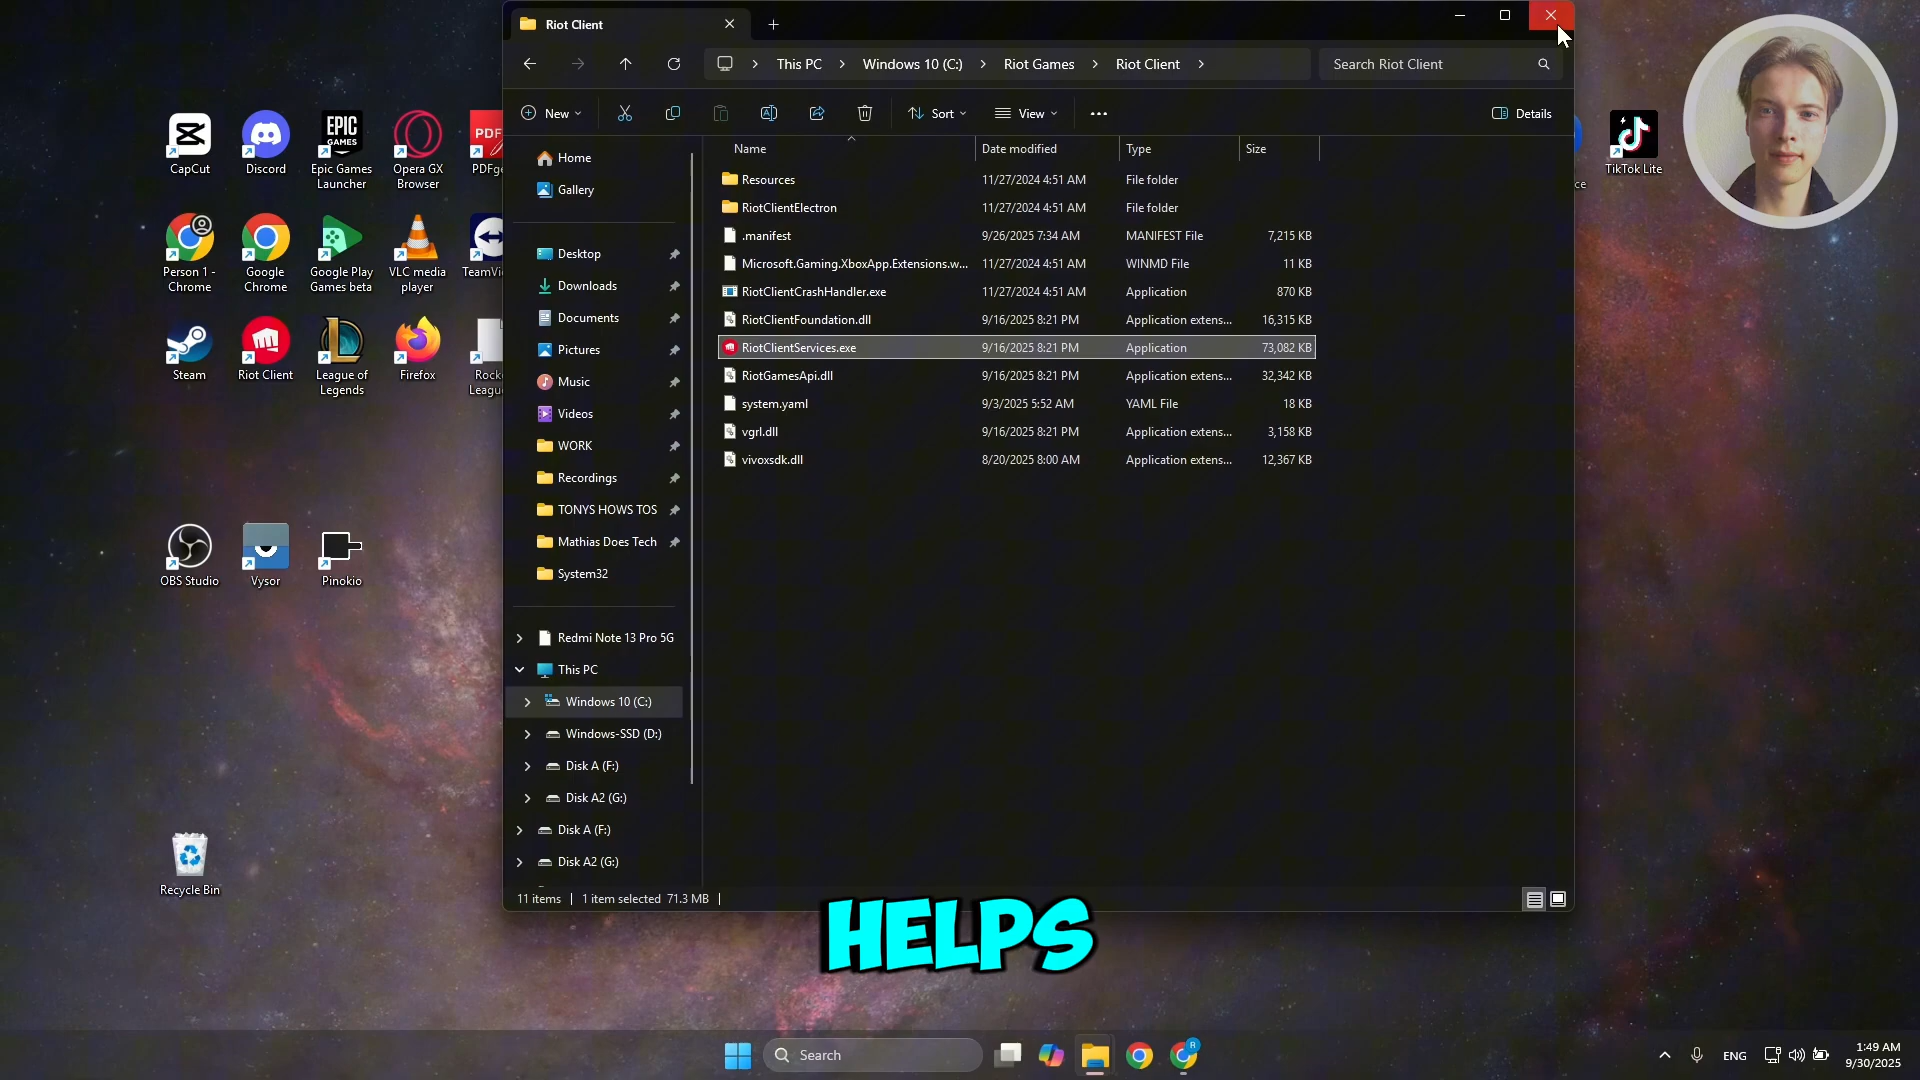 Riot Client
This PC
Windows 10 (C:)
Riot Games
Riot Client
Search Riot Client
New
Sort
View
Details
Name
Date modified
Type
Size
Resources 11/27/2024 4:51 AM File folder
RiotClientElectron 11/27/2024 4:51 AM File folder
.manifest 9/26/2025 7:34 AM MANIFEST File 7,215 KB
Microsoft.Gaming.XboxApp.Extensions.w... 11/27/2024 4:51 AM WINMD File 11 KB
RiotClientCrashHandler.exe 11/27/2024 4:51 AM Application 870 KB
RiotClientFoundation.dll 9/16/2025 8:21 PM Application extens... 16,315 KB
RiotClientServices.exe 9/16/2025 8:21 PM Application 73,082 KB
RiotGamesApi.dll 9/16/2025 8:21 PM Application extens... 32,342 KB
system.yaml 9/3/2025 5:52 AM YAML File 18 KB
vgrl.dll 9/16/2025 8:21 PM Application extens... 3,158 KB
vivoxsdk.dll 8/20/2025 8:00 AM Application extens... 12,367 KB
Home
Gallery
Desktop
Downloads
Documents
Pictures
Music
Videos
WORK
Recordings
TONYS HOWS TOS
Mathias Does Tech
System32
Redmi Note 13 Pro 5G
This PC
Windows 10 (C:)
Windows-SSD (D:)
Disk A (F:)
Disk A2 (G:)
Disk A (F:)
Disk A2 (G:)
11 items
1 item selected 71.3 MB
CapCut
Discord
EPIC
GAMES
Epic Games
Launcher
Opera GX
Browser
PDF
PDFge
Person 1 -
Chrome
Google
Chrome
Google Play
Games beta
VLC media
player
TeamVi
Steam
Riot Client
League of
Legends
Firefox
Rock
Leagu
OBS Studio
Vysor
Pinokio
Recycle Bin
ce
TikTok Lite
HELPS
Search
R
ENG
1:49 AM
9/30/2025